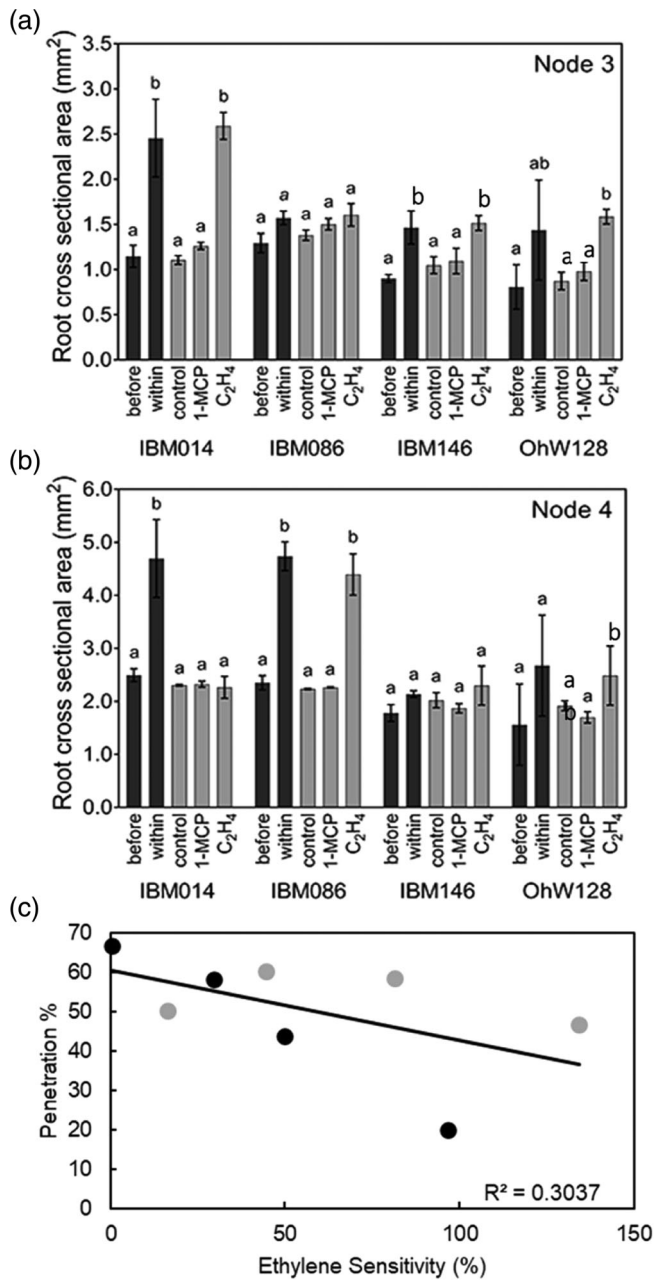 (a)
Root cross sectional area (mm²)
3.5
3.0
2.5
2.0
1.5
1.0
0.5
0.0
Node 3
a b a a b
a a a a a
a b a a b
a ab a a b
before within control 1-MCP C₂H₄
before within control 1-MCP C₂H₄
before within control 1-MCP C₂H₄
before within control 1-MCP C₂H₄
IBM014 IBM086 IBM146 OhW128
(b)
Root cross sectional area (mm²)
6.0
5.0
4.0
3.0
2.0
1.0
0.0
Node 4
a b a a a
a b a a b
a a a a a
a a a b a b
before within control 1-MCP C₂H₄
before within control 1-MCP C₂H₄
before within control 1-MCP C₂H₄
before within control 1-MCP C₂H₄
IBM014 IBM086 IBM146 OhW128
(c)
Penetration %
70
60
50
40
30
20
10
0
R² = 0.3037
0 50 100 150
Ethylene Sensitivity (%)